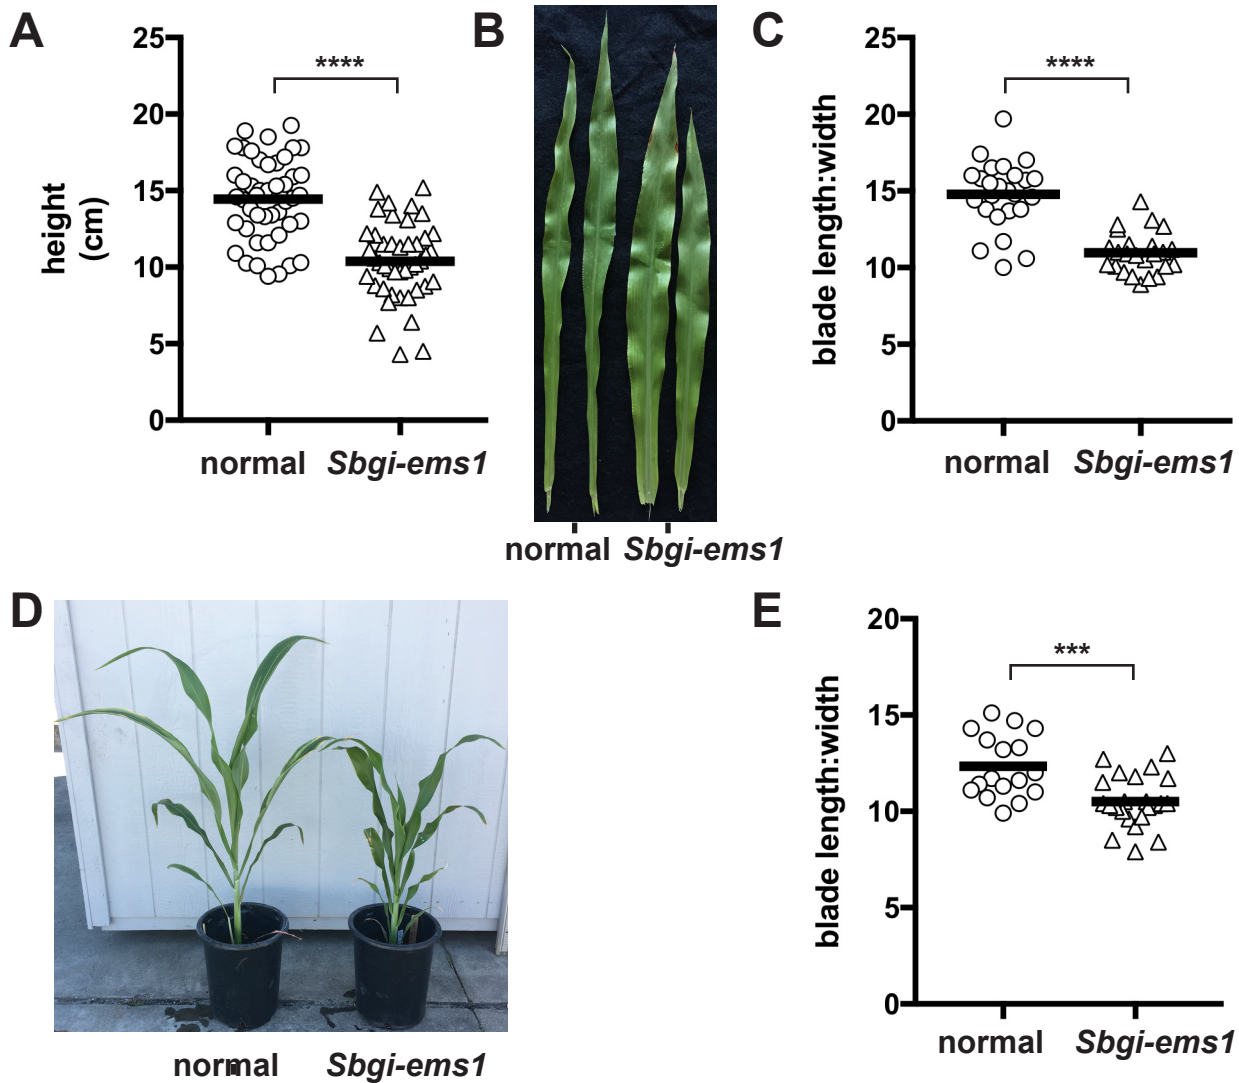 A
25
20
15
10
5
0
height
(cm)
****
normal
Sbgi-ems1
B
normal
Sbgi-ems1
C
25
20
15
10
5
0
blade length:width
****
normal
Sbgi-ems1
D
normal
Sbgi-ems1
E
20
15
10
5
0
blade length:width
***
normal
Sbgi-ems1